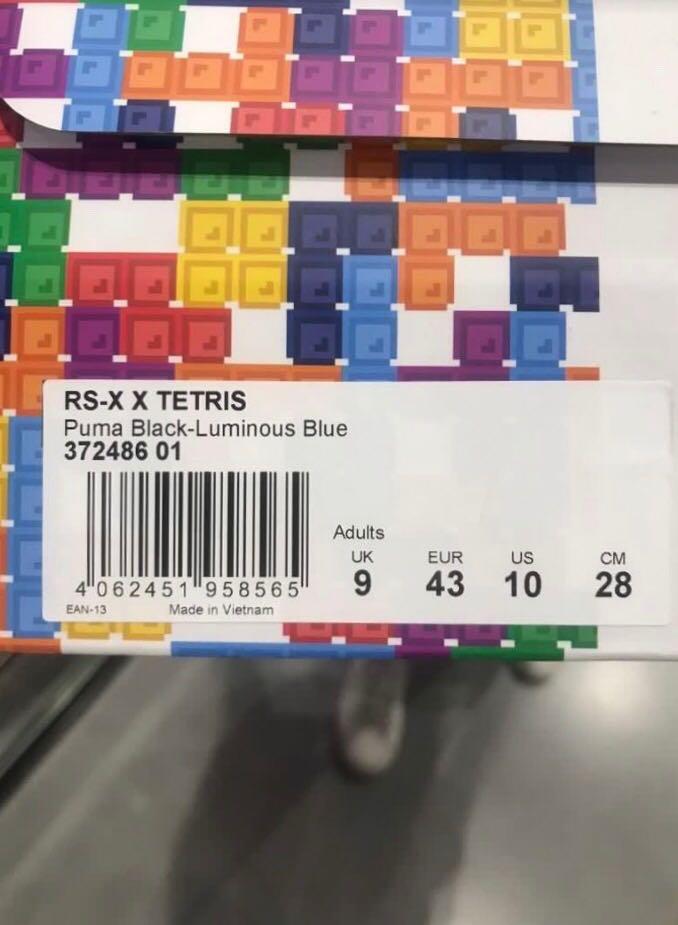 RS-X X TETRIS
Puma Black-Luminous Blue
372486 01
Adults
UK EUR US CM
9 43 10 28
4 062451 958565
EAN-13 Made in Vietnam